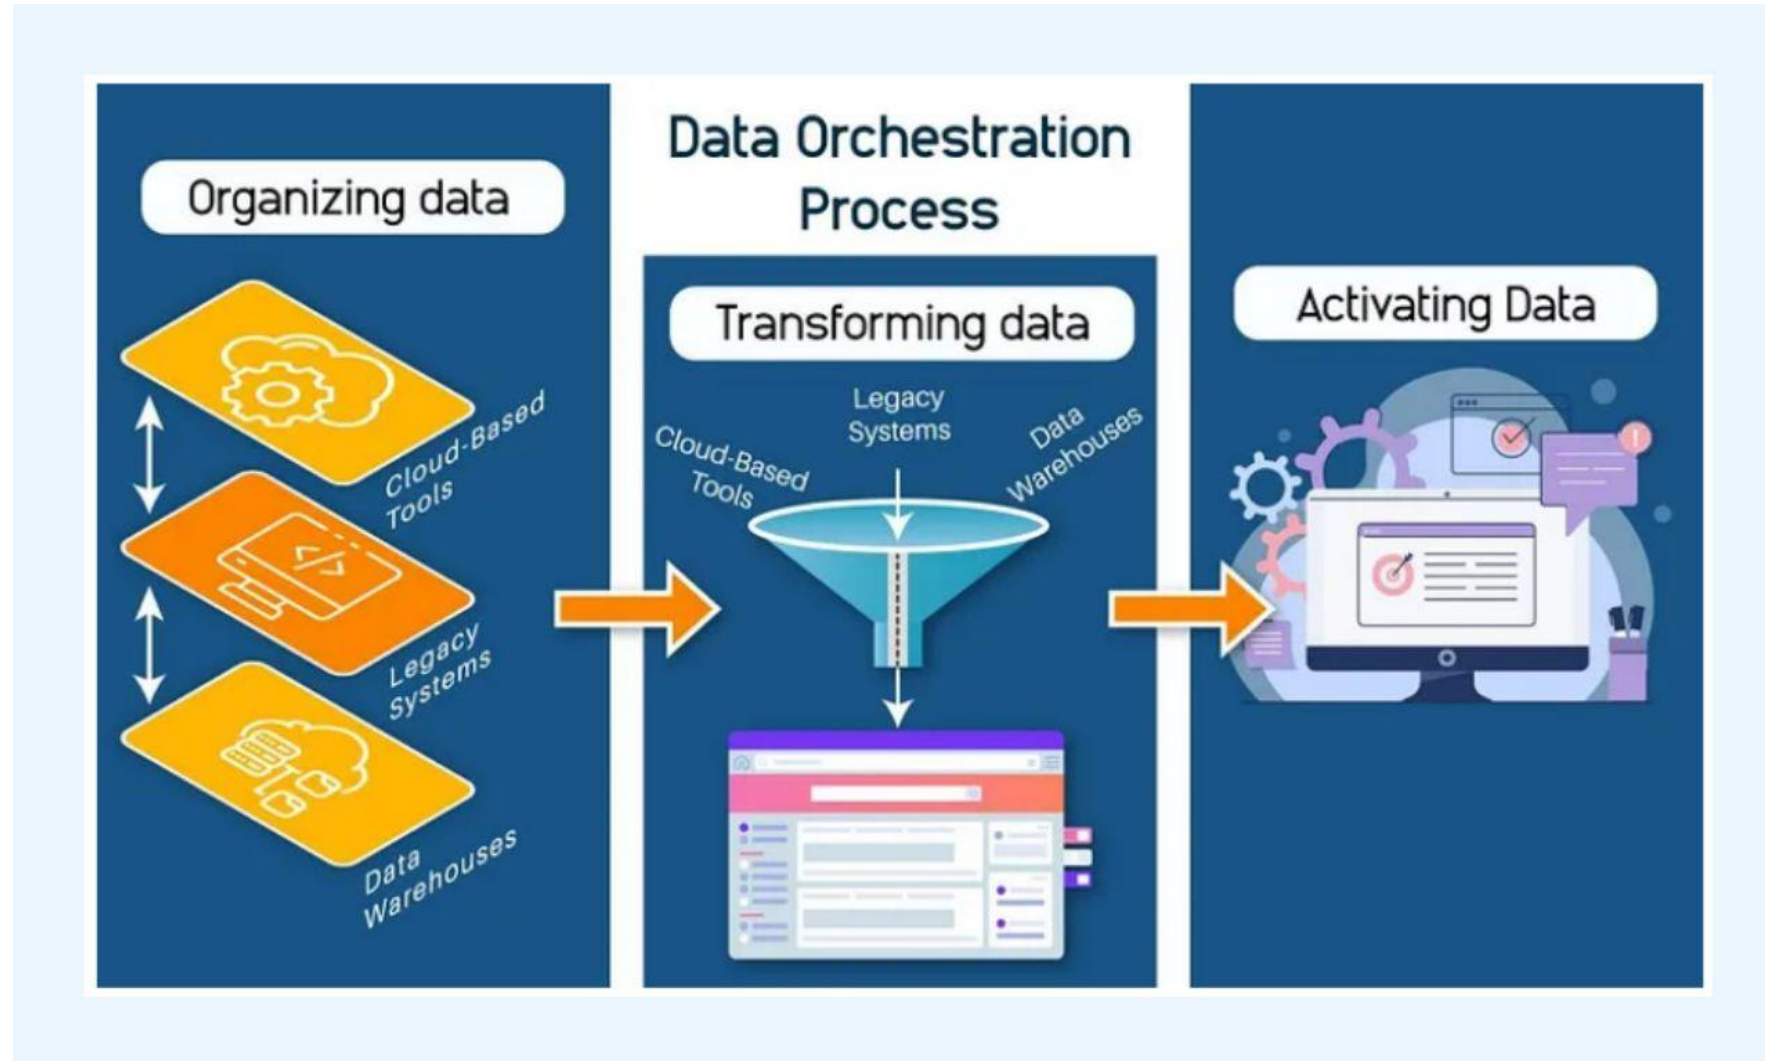 Data Orchestration
Process
Organizing data
Cloud-Based
Tools
Legacy
Systems
Data
Warehouses
Transforming data
Cloud-Based
Tools
Legacy
Systems
Data
Warehouses
Activating Data